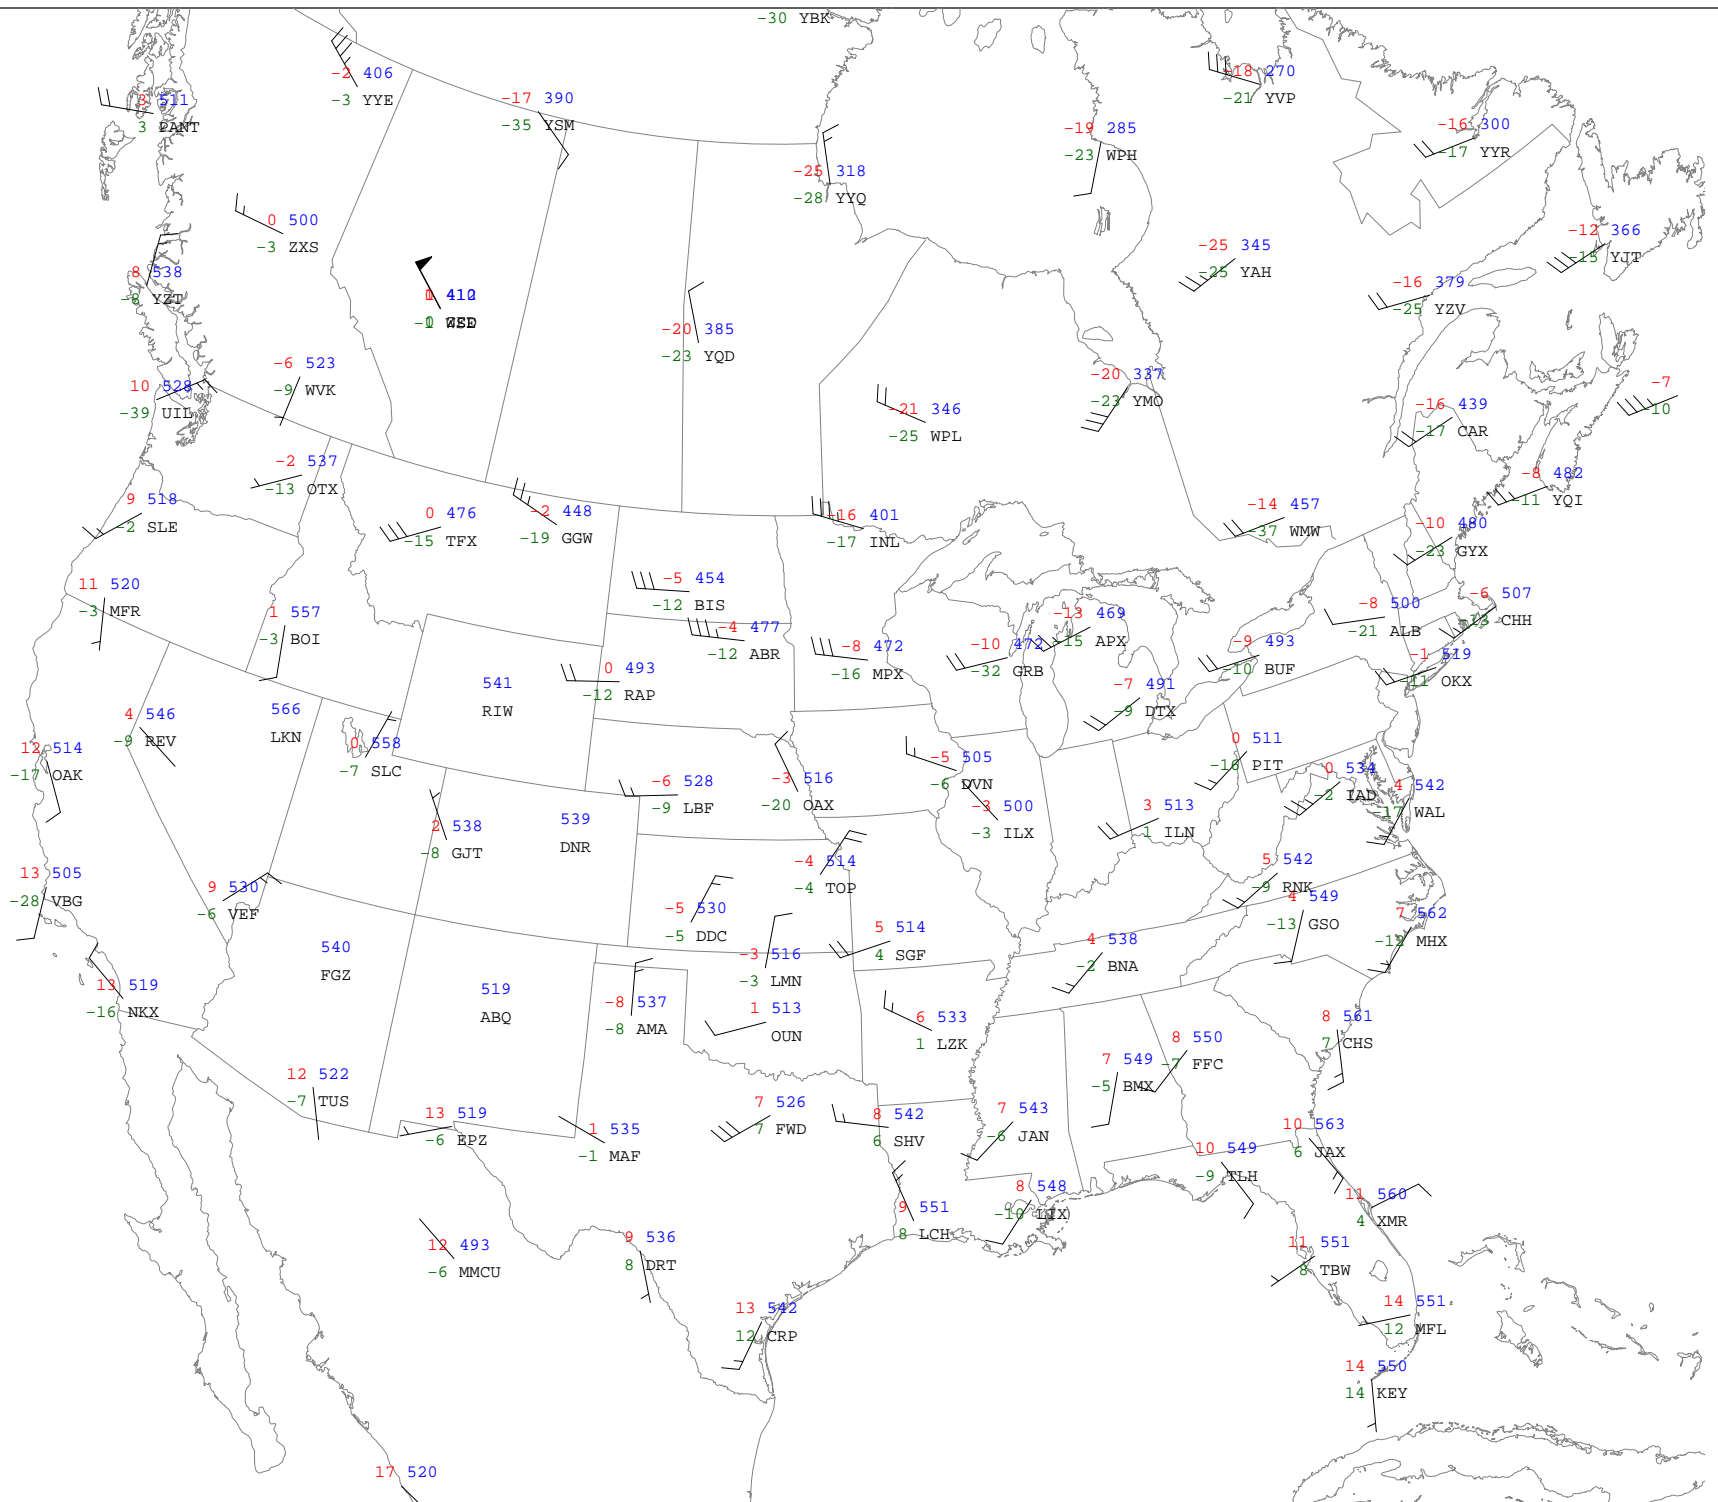 -30 YBK
-2 406
-3 YYE
3 511
3 PANT
-17 390
-35 YSM
-18 270
-21 YVP
-19 285
-23 WPH
-16 300
-17 YYR
-25 318
-28 YYQ
0 500
-3 ZXS
-12 366
-15 YJT
-25 345
-25 YAH
8 538
-8 YZT
-16 379
-25 YZV
-20 385
-23 YQD
-6 523
-9 WVK
10 528
-39 UIL
-20 337
-23 YMO
-7
-10
-21 346
-25 WPL
-16 439
-17 CAR
-2 537
-13 OTX
-8 482
-11 YQI
9 518
-2 SLE
0 476
-15 TFX
-2 448
-19 GGW
-16 401
-17 INL
-14 457
-37 WMW
-10 480
-23 GYX
11 520
-3 MFR
1 557
-3 BOI
-5 454
-12 BIS
-4 477
-12 ABR
-8 472
-16 MPX
-10 472
-32 GRB
-13 469
-15 APX
-9 493
-10 BUF
-8 500
-21 ALB
-6 507
-13 CHH
-1 519
-11 OKX
0 493
-12 RAP
541
RIW
-7 491
-9 DTX
566
LKN
4 546
-9 REV
0 558
-7 SLC
12 514
-17 OAK
0 511
-16 PIT
-5 505
-6 DVN
-6 528
-9 LBF
-3 516
-20 OAX
0 534
-2 IAD
4 542
-17 WAL
-3 500
-3 ILX
3 513
1 ILN
2 538
-8 GJT
539
DNR
-4 514
-4 TOP
5 542
-9 RNK
13 505
-28 VBG
9 530
-6 VEF
4 549
-13 GSO
-5 530
-5 DDC
7 562
-12 MHX
5 514
4 SGF
540
FGZ
4 538
-2 BNA
-3 516
-3 LMN
13 519
-16 NKX
519
ABQ
-8 537
-8 AMA
1 513
OUN
6 533
1 LZK
8 561
7 CHS
8 550
-7 FFC
7 549
-5 BMX
12 522
-7 TUS
13 519
-6 EPZ
7 526
7 FWD
8 542
6 SHV
7 543
-6 JAN
1 535
-1 MAF
10 563
6 JAX
10 549
-9 TLH
8 548
-10 LIX
11 560
4 XMR
9 551
8 LCH
12 493
-6 MMCU
9 536
8 DRT
11 551
8 TBW
13 542
12 CRP
14 551
12 MFL
14 550
14 KEY
17 520